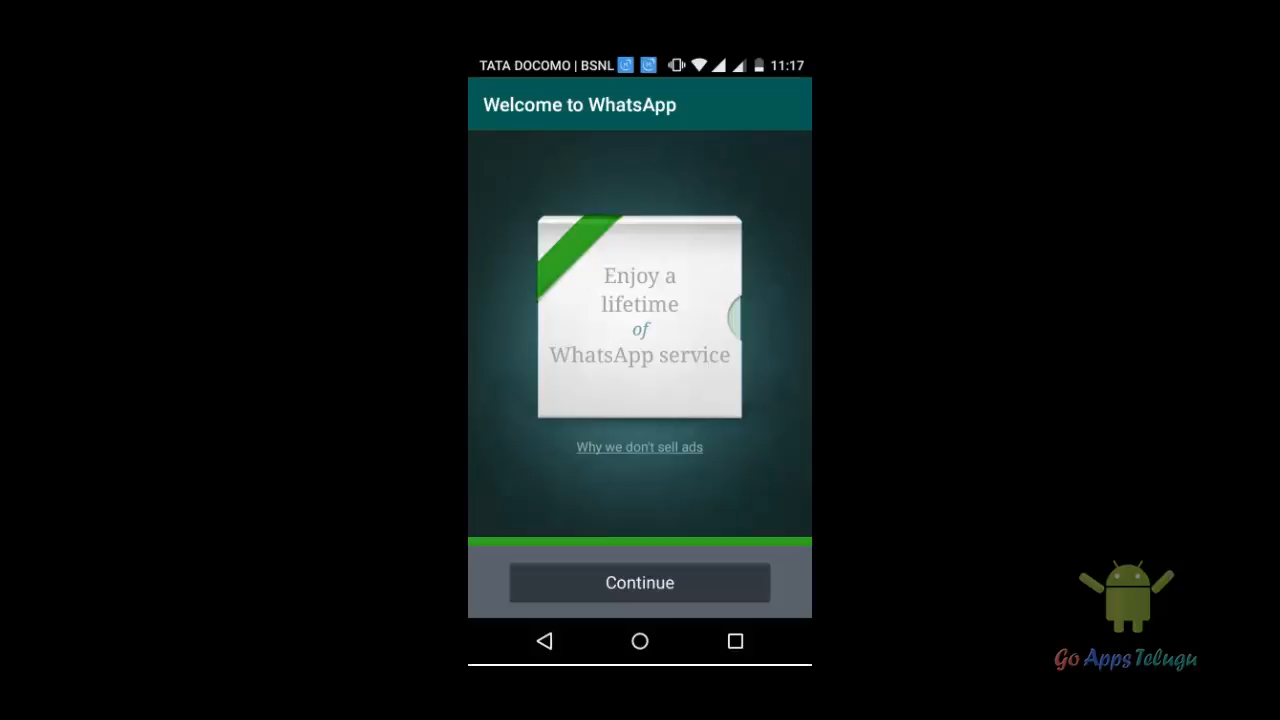 TATA DOCOMO | BSNL 11:17
Welcome to WhatsApp
Enjoy a
lifetime
of
WhatsApp service
Why we don't sell ads
Continue
Go Apps Telugu